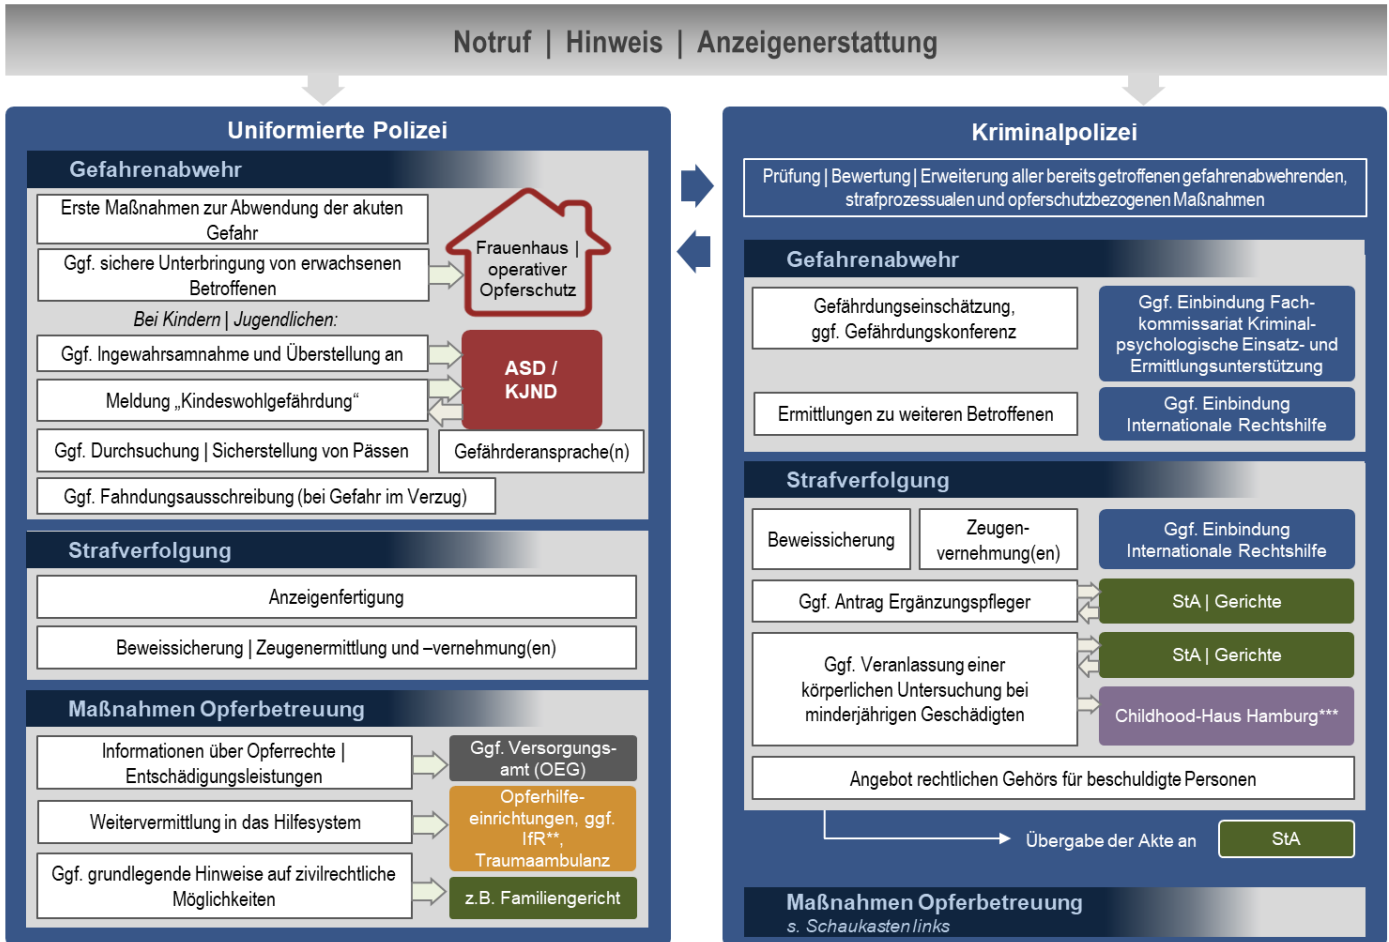 Notruf | Hinweis | Anzeigenerstattung
Uniformierte Polizei
Gefahrenabwehr
Erste Maßnahmen zur Abwendung der akuten
Gefahr
Ggf. sichere Unterbringung von erwachsenen
Betroffenen
Frauenhaus |
operativer
Opferschutz
Bei Kindern | Jugendlichen:
Ggf. Ingewahrsamnahme und Überstellung an
Meldung „Kindeswohlgefährdung“
ASD /
KJND
Ggf. Durchsuchung | Sicherstellung von Pässen
Gefährderansprache(n)
Ggf. Fahndungsausschreibung (bei Gefahr im Verzug)
Strafverfolgung
Anzeigenfertigung
Beweissicherung | Zeugenermittlung und –vernehmung(en)
Maßnahmen Opferbetreuung
Informationen über Opferrechte |
Entschädigungsleistungen
Ggf. Versorgungs-
amt (OEG)
Weitervermittlung in das Hilfesystem
Opferhilfe-
einrichtungen, ggf.
IfR**,
Traumaambulanz
Ggf. grundlegende Hinweise auf zivilrechtliche
Möglichkeiten
z.B. Familiengericht
Kriminalpolizei
Prüfung | Bewertung | Erweiterung aller bereits getroffenen gefahrenabwehrenden,
strafprozessualen und opferschutzbezogenen Maßnahmen
Gefahrenabwehr
Gefährdungseinschätzung,
ggf. Gefährdungskonferenz
Ggf. Einbindung Fach-
kommissariat Kriminal-
psychologische Einsatz- und
Ermittlungsunterstützung
Ermittlungen zu weiteren Betroffenen
Ggf. Einbindung
Internationale Rechtshilfe
Strafverfolgung
Beweissicherung
Zeugen-
vernehmung(en)
Ggf. Einbindung
Internationale Rechtshilfe
Ggf. Antrag Ergänzungspfleger
StA | Gerichte
Ggf. Veranlassung einer
körperlichen Untersuchung bei
minderjährigen Geschädigten
StA | Gerichte
Childhood-Haus Hamburg***
Angebot rechtlichen Gehörs für beschuldigte Personen
Übergabe der Akte an
StA
Maßnahmen Opferbetreuung
s. Schaukasten links